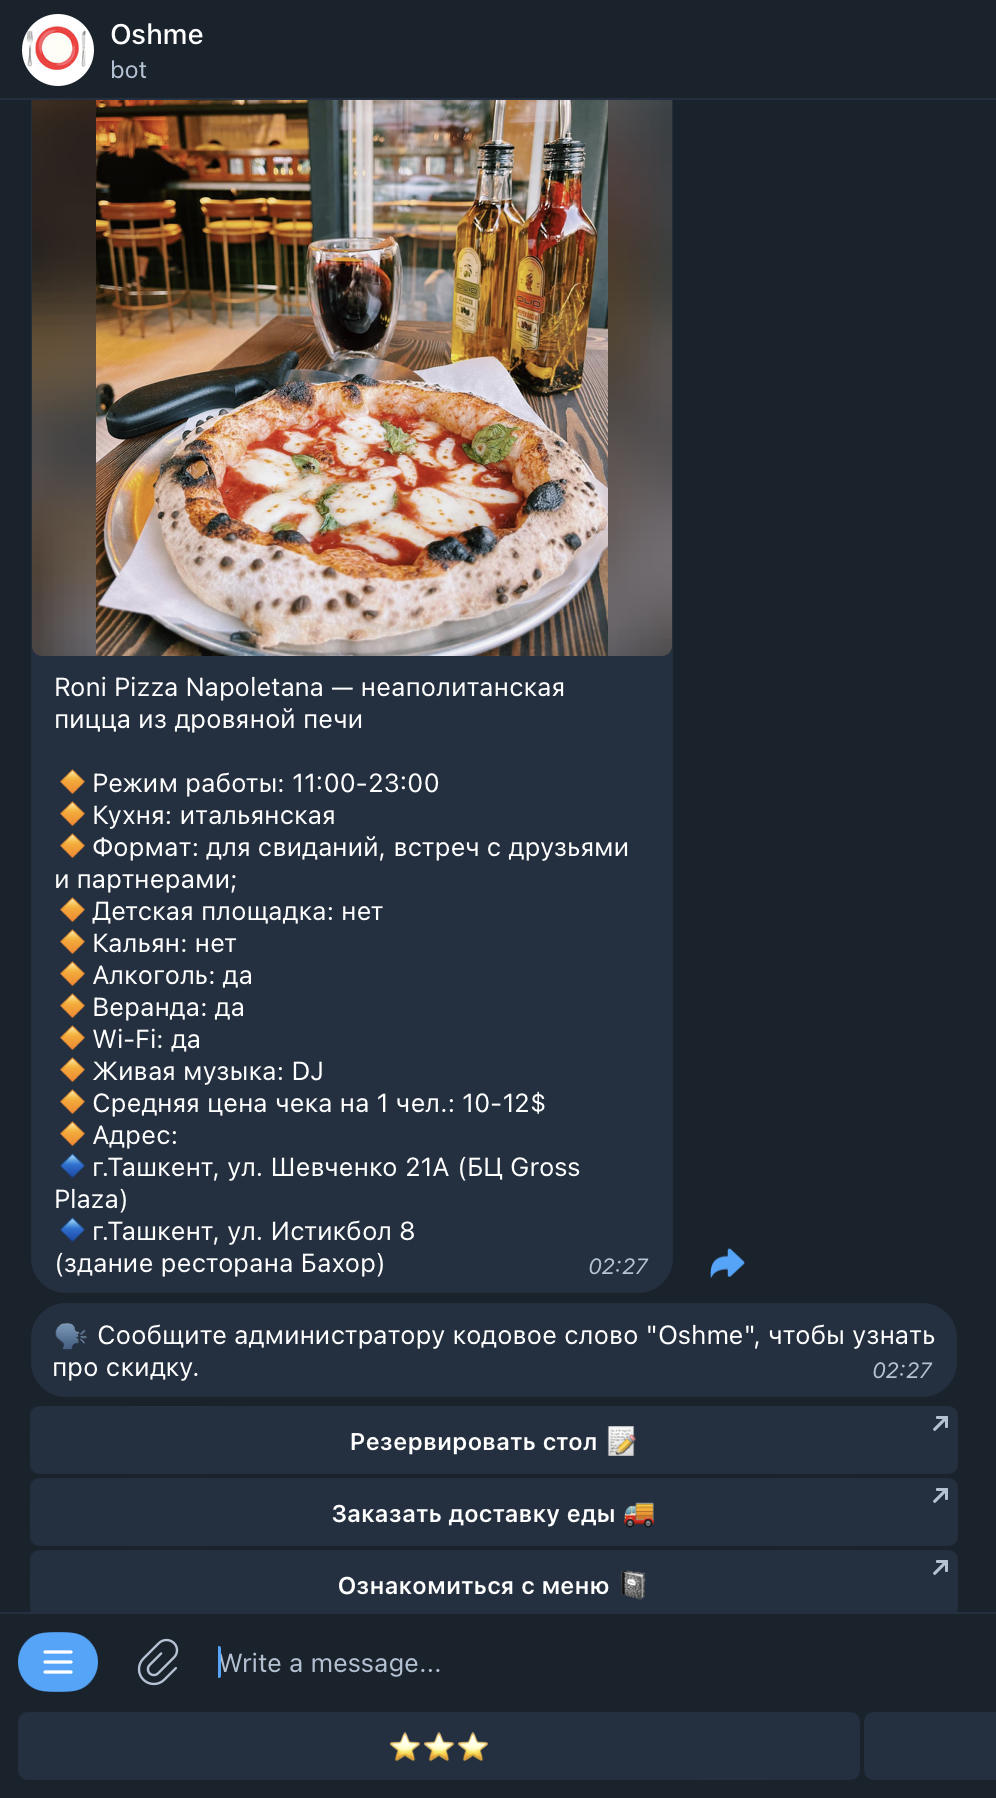 Oshme
bot
Roni Pizza Napoletana — неаполитанская
пицца из дровяной печи
🔸Режим работы: 11:00-23:00
🔸Кухня: итальянская
🔸Формат: для свиданий, встреч с друзьями
и партнерами;
🔸Детская площадка: нет
🔸Кальян: нет
🔸Алкоголь: да
🔸Веранда: да
🔸Wi-Fi: да
🔸Живая музыка: DJ
🔸Средняя цена чека на 1 чел.: 10-12$
🔸Адрес:
🔹г.Ташкент, ул. Шевченко 21А (БЦ Gross
Plaza)
🔹г.Ташкент, ул. Истикбол 8
(здание ресторана Бахор) 02:27
🗣 Сообщите администратору кодовое слово "Oshme", чтобы узнать
про скидку. 02:27
Резервировать стол 📝
Заказать доставку еды 🚚
Ознакомиться с меню 📓
Write a message...
⭐⭐⭐